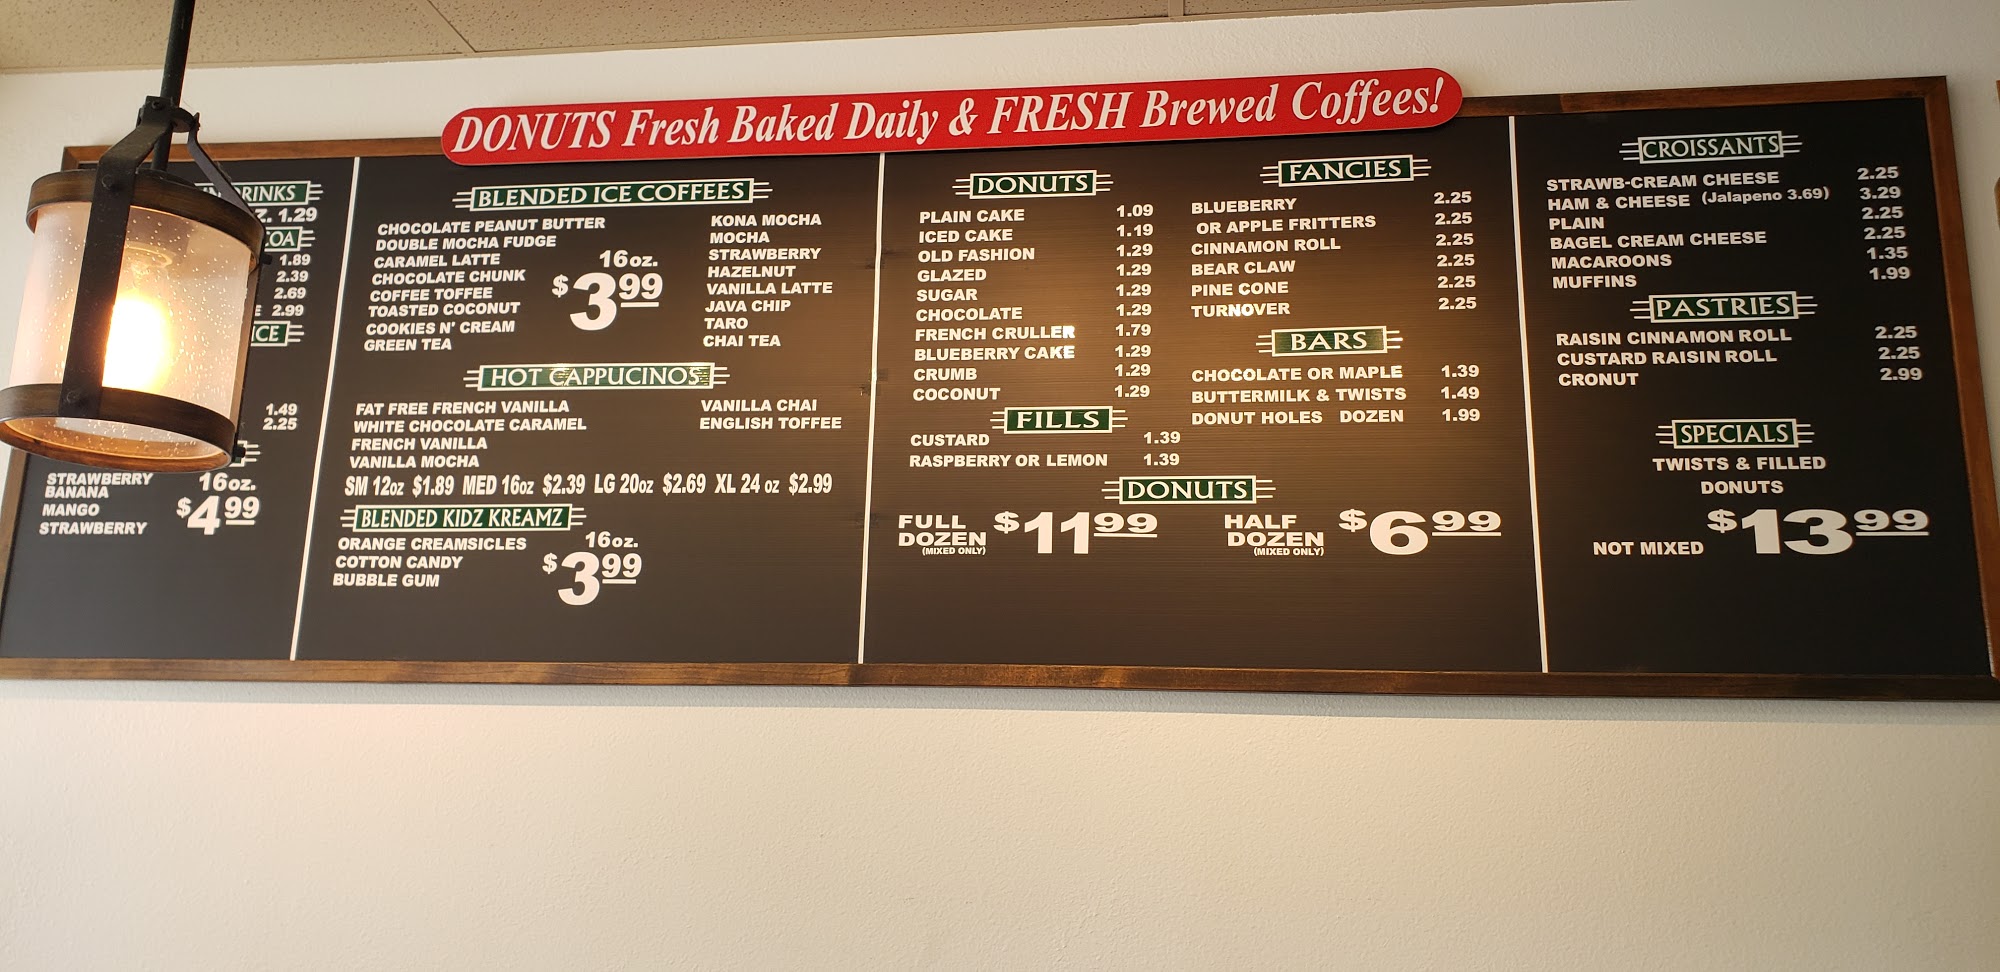 DONUTS Fresh Baked Daily & FRESH Brewed Coffees!
DRINKS
Z. 1.29
COA
1.89
2.39
2.69
2.99
ICE
1.49
2.25
STRAWBERRY
BANANA
MANGO
STRAWBERRY
16oz.
$4.99
BLENDED ICE COFFEES
CHOCOLATE PEANUT BUTTER
DOUBLE MOCHA FUDGE
CARAMEL LATTE
CHOCOLATE CHUNK
COFFEE TOFFEE
TOASTED COCONUT
COOKIES N' CREAM
GREEN TEA
16oz.
$3.99
KONA MOCHA
MOCHA
STRAWBERRY
HAZELNUT
VANILLA LATTE
JAVA CHIP
TARO
CHAI TEA
HOT CAPPUCINOS
FAT FREE FRENCH VANILLA
WHITE CHOCOLATE CARAMEL
FRENCH VANILLA
VANILLA MOCHA
VANILLA CHAI
ENGLISH TOFFEE
SM 12oz $1.89 MED 16oz $2.39 LG 20oz $2.69 XL 24 oz $2.99
BLENDED KIDZ KREAMZ
ORANGE CREAMSICLES
COTTON CANDY
BUBBLE GUM
16oz.
$3.99
DONUTS
PLAIN CAKE 1.09
ICED CAKE 1.19
OLD FASHION 1.29
GLAZED 1.29
SUGAR 1.29
CHOCOLATE 1.29
FRENCH CRULLER 1.79
BLUEBERRY CAKE 1.29
CRUMB 1.29
COCONUT 1.29
FILLS
CUSTARD 1.39
RASPBERRY OR LEMON 1.39
FANCIES
BLUEBERRY 2.25
OR APPLE FRITTERS 2.25
CINNAMON ROLL 2.25
BEAR CLAW 2.25
PINE CONE 2.25
TURNOVER 2.25
BARS
CHOCOLATE OR MAPLE 1.39
BUTTERMILK & TWISTS 1.49
DONUT HOLES DOZEN 1.99
DONUTS
FULL DOZEN (MIXED ONLY) $11.99
HALF DOZEN (MIXED ONLY) $6.99
CROISSANTS
STRAWB-CREAM CHEESE 2.25
HAM & CHEESE (Jalapeno 3.69) 3.29
PLAIN 2.25
BAGEL CREAM CHEESE 2.25
MACAROONS 1.35
MUFFINS 1.99
PASTRIES
RAISIN CINNAMON ROLL 2.25
CUSTARD RAISIN ROLL 2.25
CRONUT 2.99
SPECIALS
TWISTS & FILLED
DONUTS
NOT MIXED $13.99